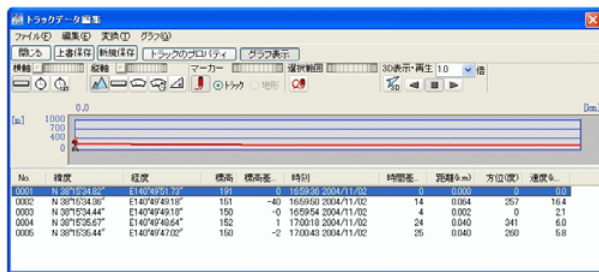 トラックデータ編集
ファイル(F) 編集(E) 変換(T) グラフ(G)
閉じる 上書保存 新規保存 トラックのプロパティ グラフ表示
横軸 縦軸 マーカー 選択範囲 3D表示・再生 1.0 倍
トラック 地形 3D
0.0 [km]
[m] 1000
700
400
0
No. 緯度 経度 標高 標高差.. 時刻 時間差.. 距離(km) 方位(度) 速度(k..
0001 N 38°15'34.82" E140°49'51.73" 191 0 16:59:36 2004/11/02 0 0.000 0 0.0
0002 N 38°15'34.36" E140°49'49.18" 151 -40 16:59:50 2004/11/02 14 0.064 257 16.4
0003 N 38°15'34.44" E140°49'49.18" 150 -0 16:59:54 2004/11/02 4 0.002 0 2.1
0004 N 38°15'35.67" E140°49'48.64" 152 1 17:00:18 2004/11/02 24 0.040 341 6.0
0005 N 38°15'35.44" E140°49'47.02" 150 -2 17:00:43 2004/11/02 25 0.040 260 5.8